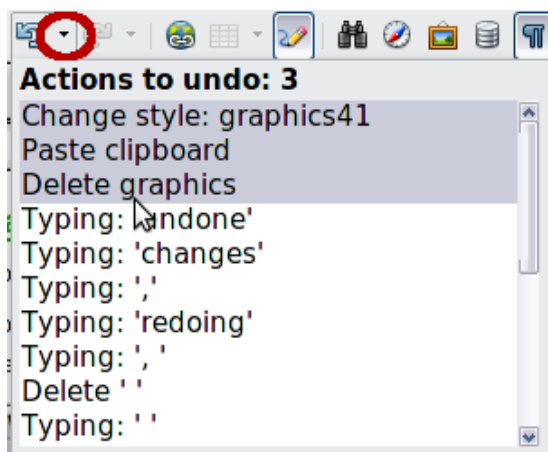 Actions to undo: 3
Change style: graphics41
Paste clipboard
Delete graphics
Typing: 'undone'
Typing: 'changes'
Typing: ','
Typing: 'redoing'
Typing: ', '
Delete ' '
Typing: ' '